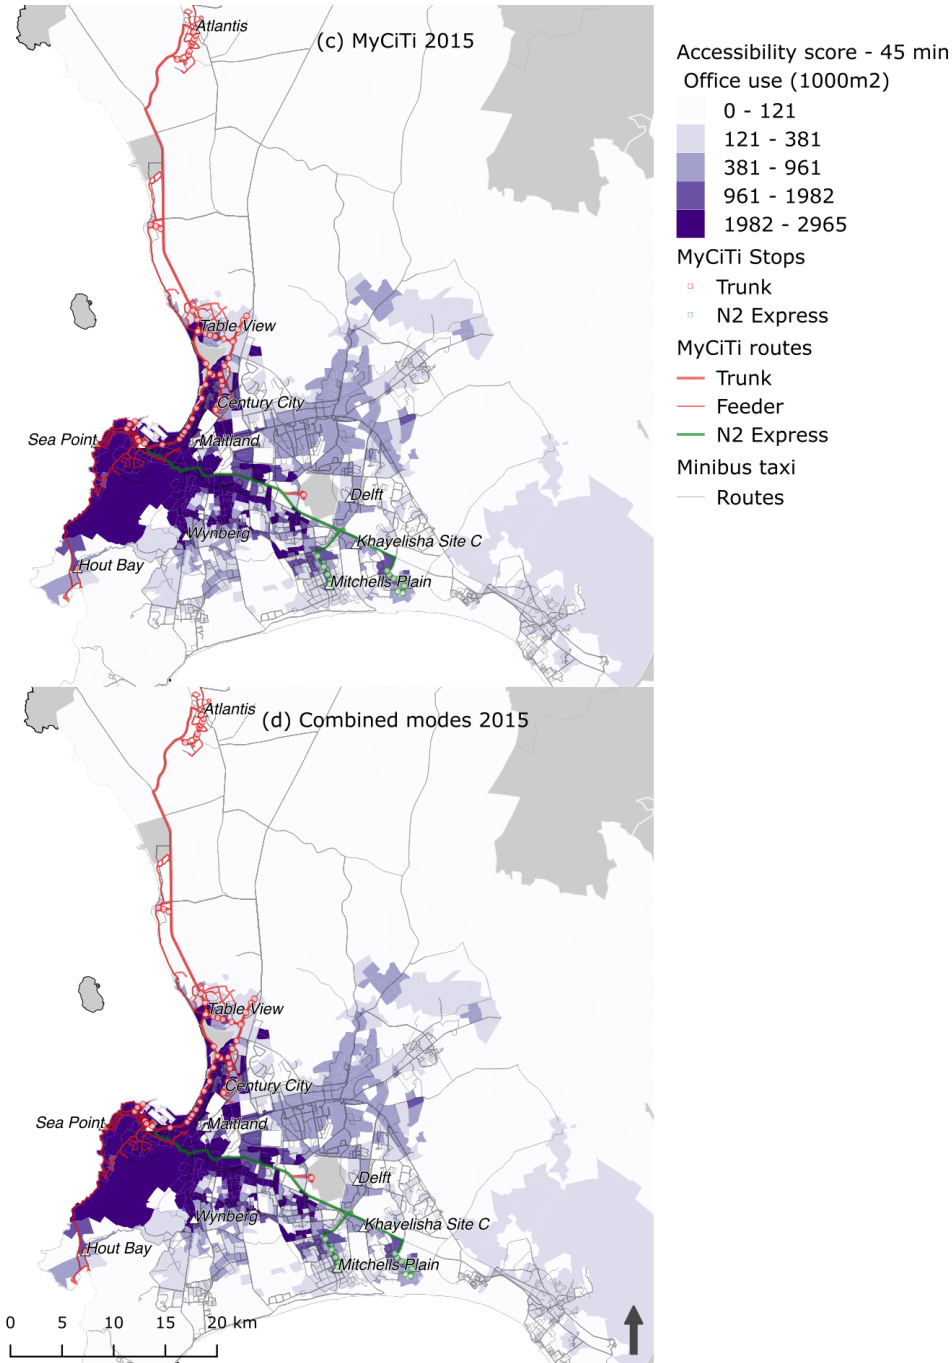 Atlantis
(c) MyCiTi 2015
Accessibility score - 45 min
Office use (1000m2)
0 - 121
121 - 381
381 - 961
961 - 1982
1982 - 2965
MyCiTi Stops
Trunk
N2 Express
MyCiTi routes
Trunk
Feeder
N2 Express
Minibus taxi
Routes
Table View
Century City
Sea Point
Maitland
Delft
Wynberg
Khayelisha Site C
Hout Bay
Mitchells Plain
Atlantis
(d) Combined modes 2015
Table View
Century City
Sea Point
Maitland
Delft
Wynberg
Khayelisha Site C
Hout Bay
Mitchells Plain
0 5 10 15 20 km